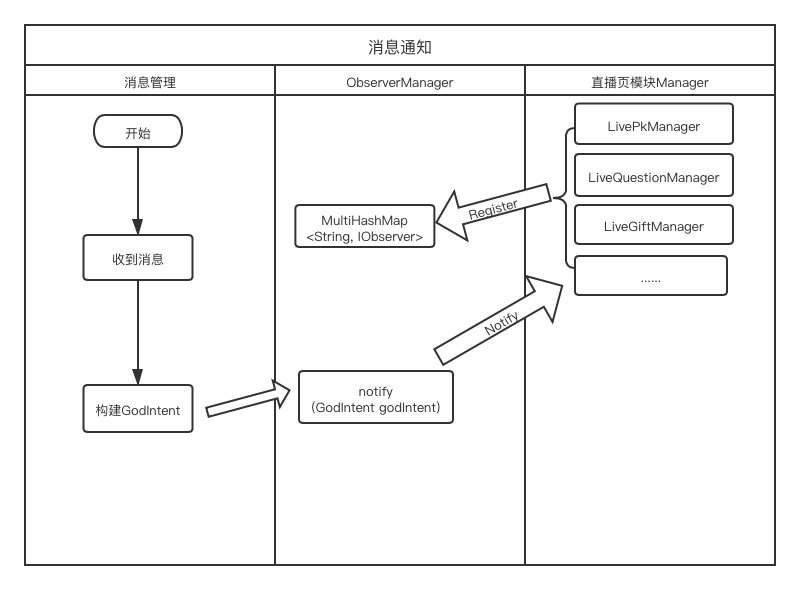 消息通知
消息管理
ObserverManager
直播页模块Manager
开始
收到消息
构建GodIntent
MultiHashMap
<String, IObserver>
notify
(GodIntent godIntent)
Register
Notify
LivePkManager
LiveQuestionManager
LiveGiftManager
......